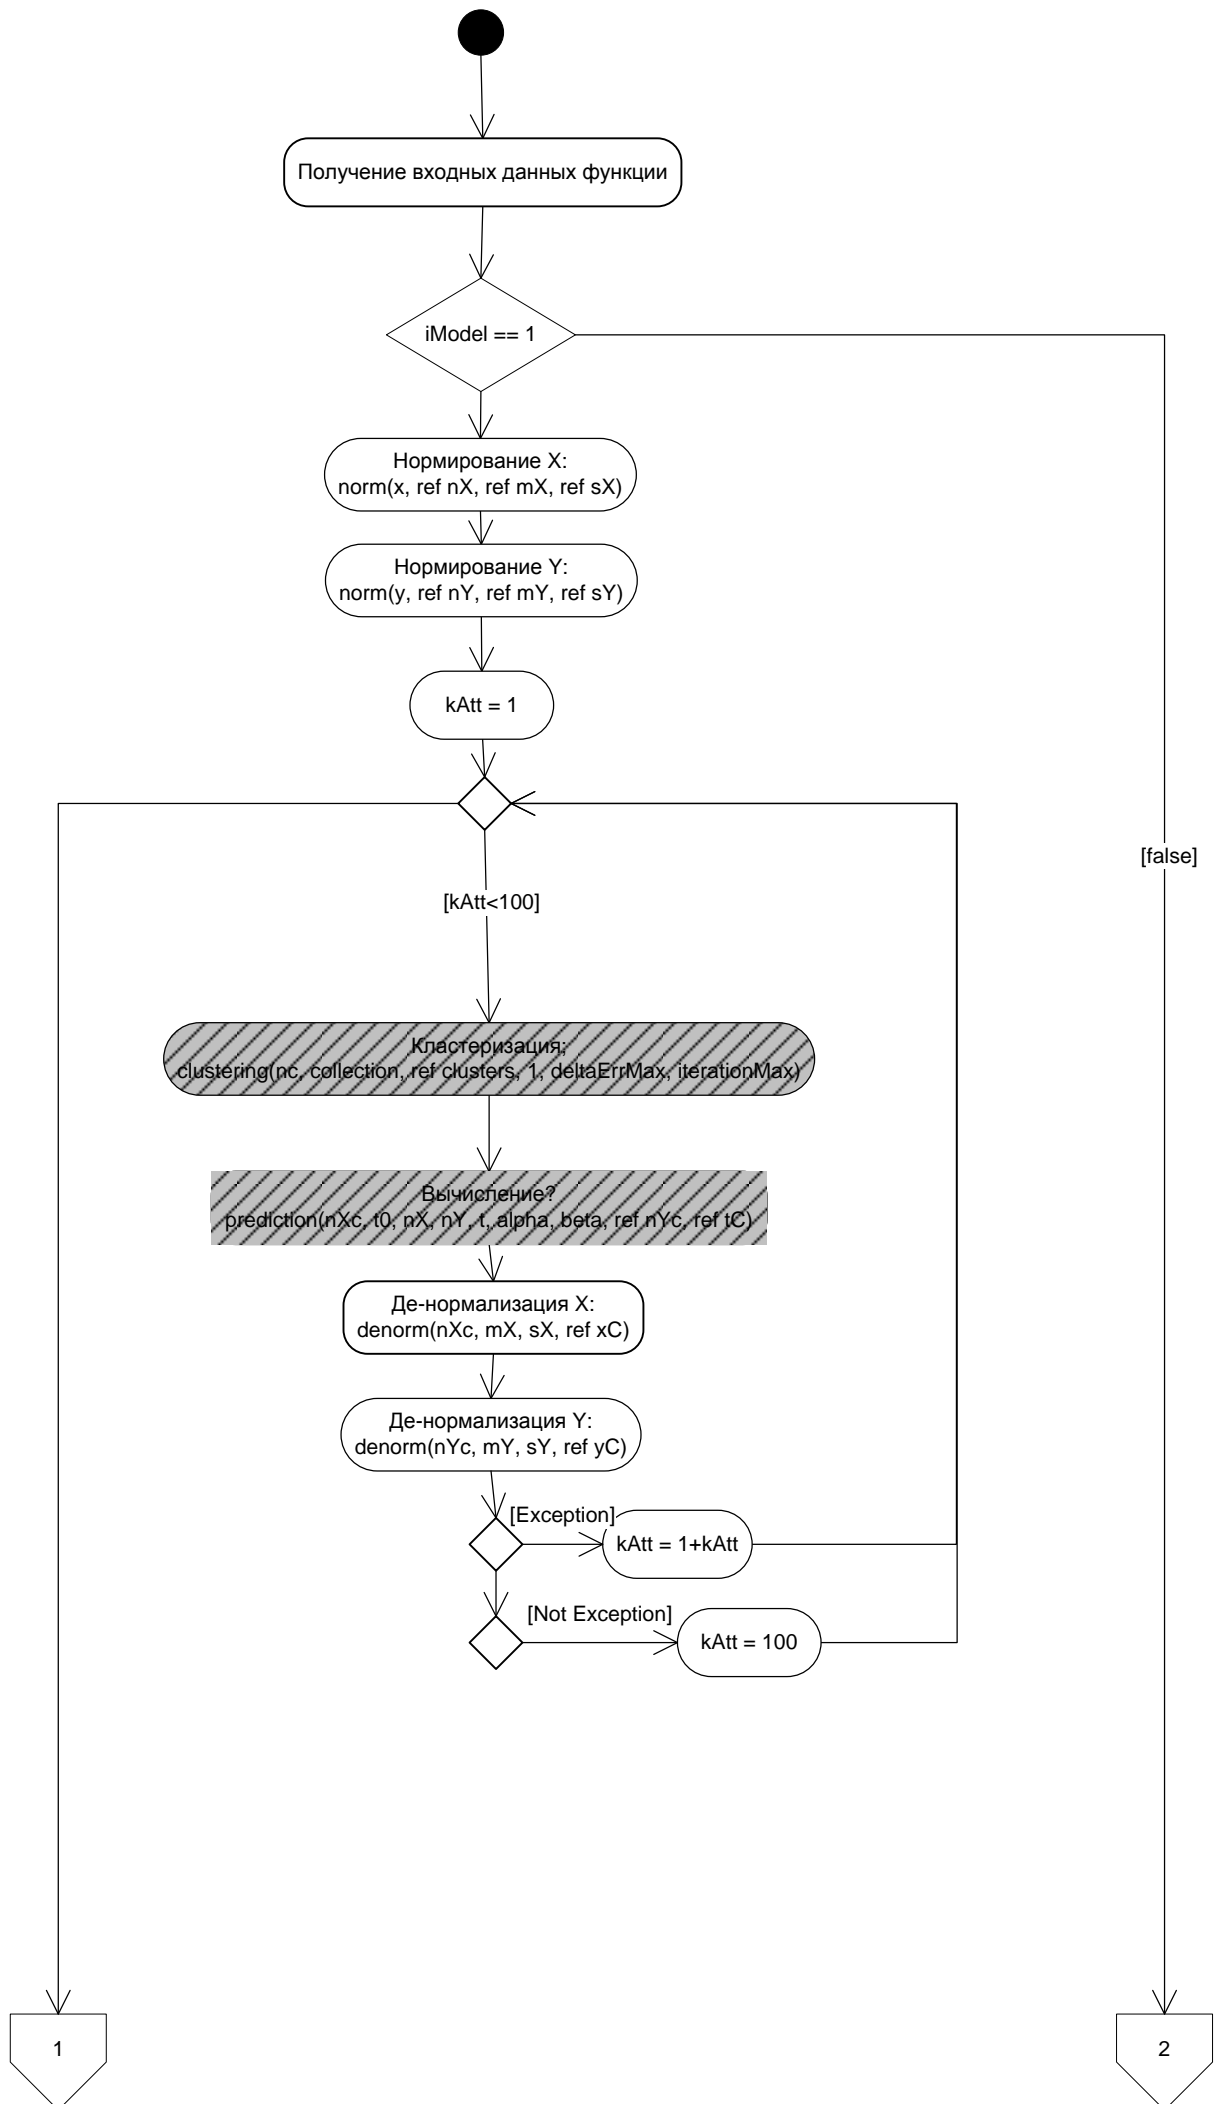 Получение входных данных функции
iModel == 1
Нормирование X:
norm(x, ref nX, ref mX, ref sX)
Нормирование Y:
norm(y, ref nY, ref mY, ref sY)
kAtt = 1
[false]
[kAtt<100]
Кластеризация;
clustering(nc, collection, ref clusters, 1, deltaErrMax, iterationMax)
Вычисление?
prediction(nXc, t0, nX, nY, t, alpha, beta, ref nYc, ref tC)
Де-нормализация X:
denorm(nXc, mX, sX, ref xC)
Де-нормализация Y:
denorm(nYc, mY, sY, ref yC)
[Exception]
kAtt = 1+kAtt
[Not Exception]
kAtt = 100
1
2